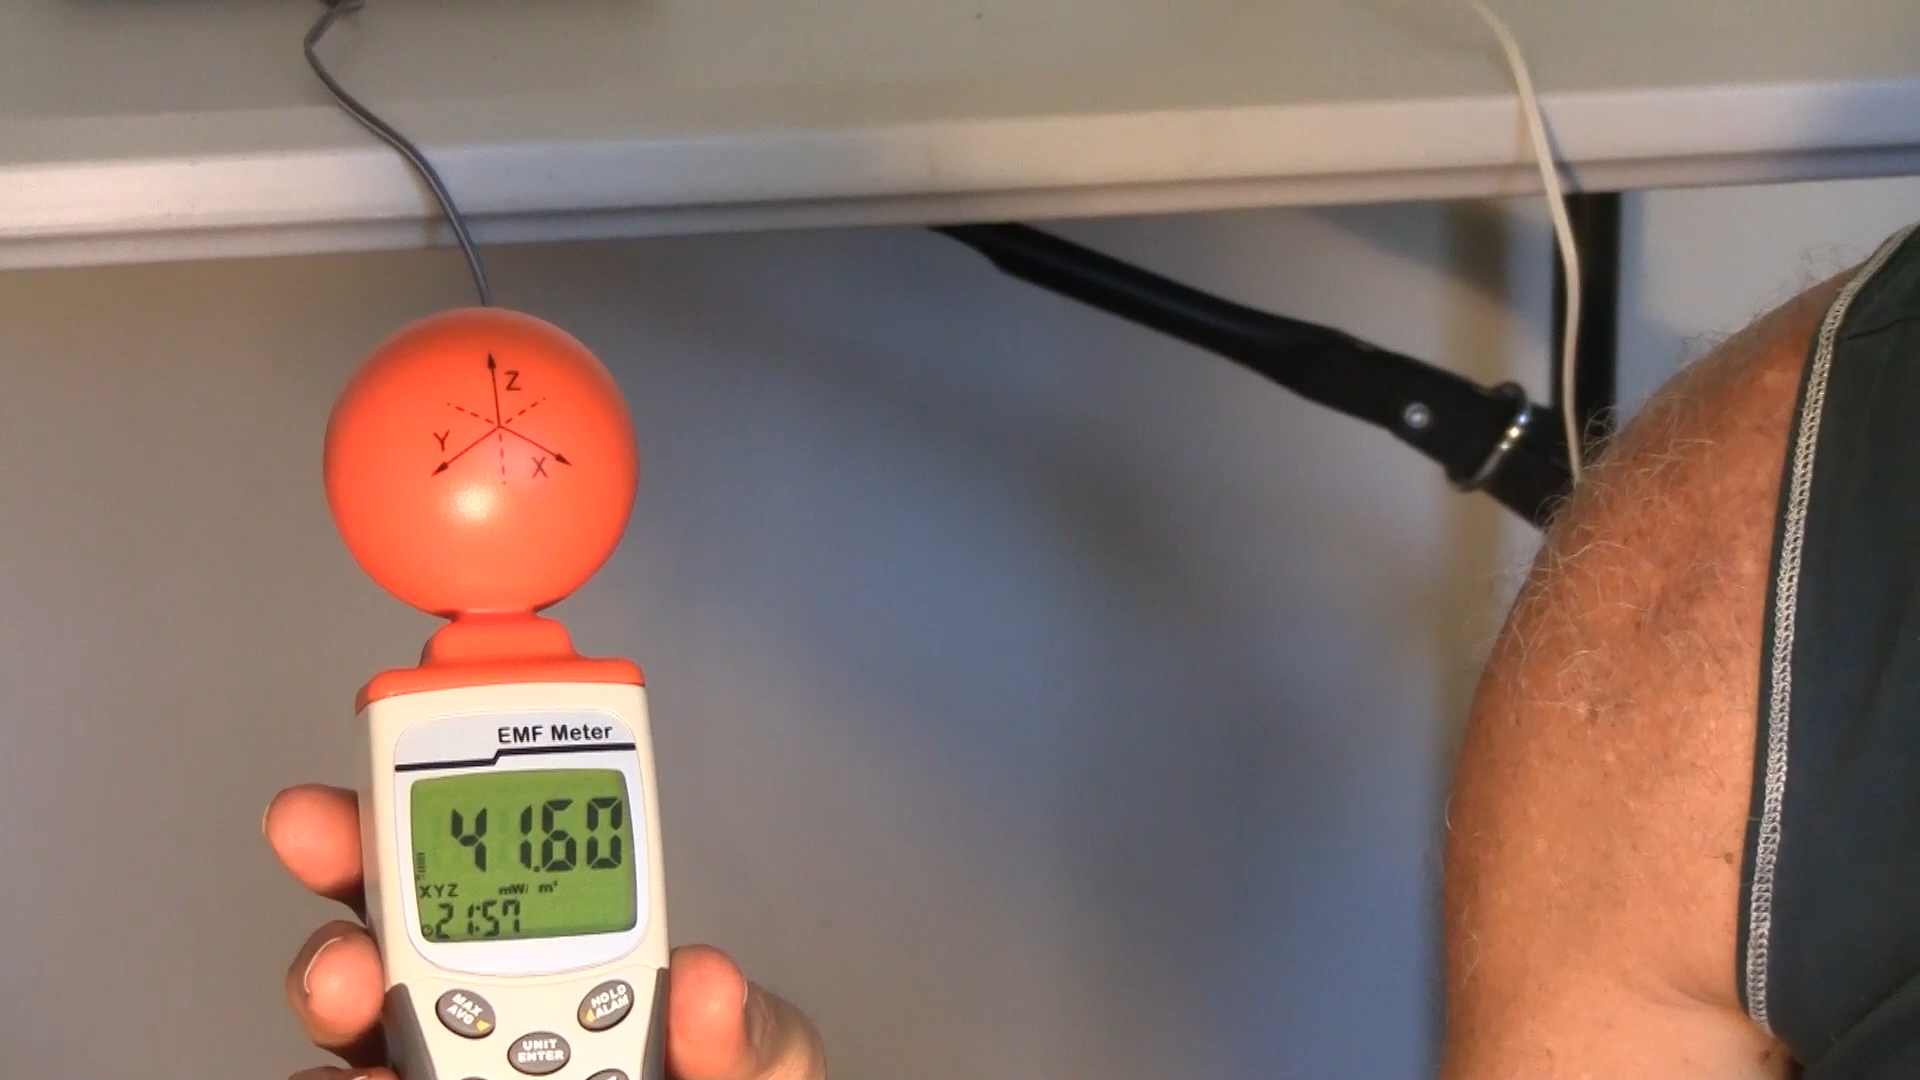 Z
Y
X
EMF Meter
41.60
XYZ mW/ m²
21:57
MAX
AVG
HOLD
ALAM
UNIT
ENTER